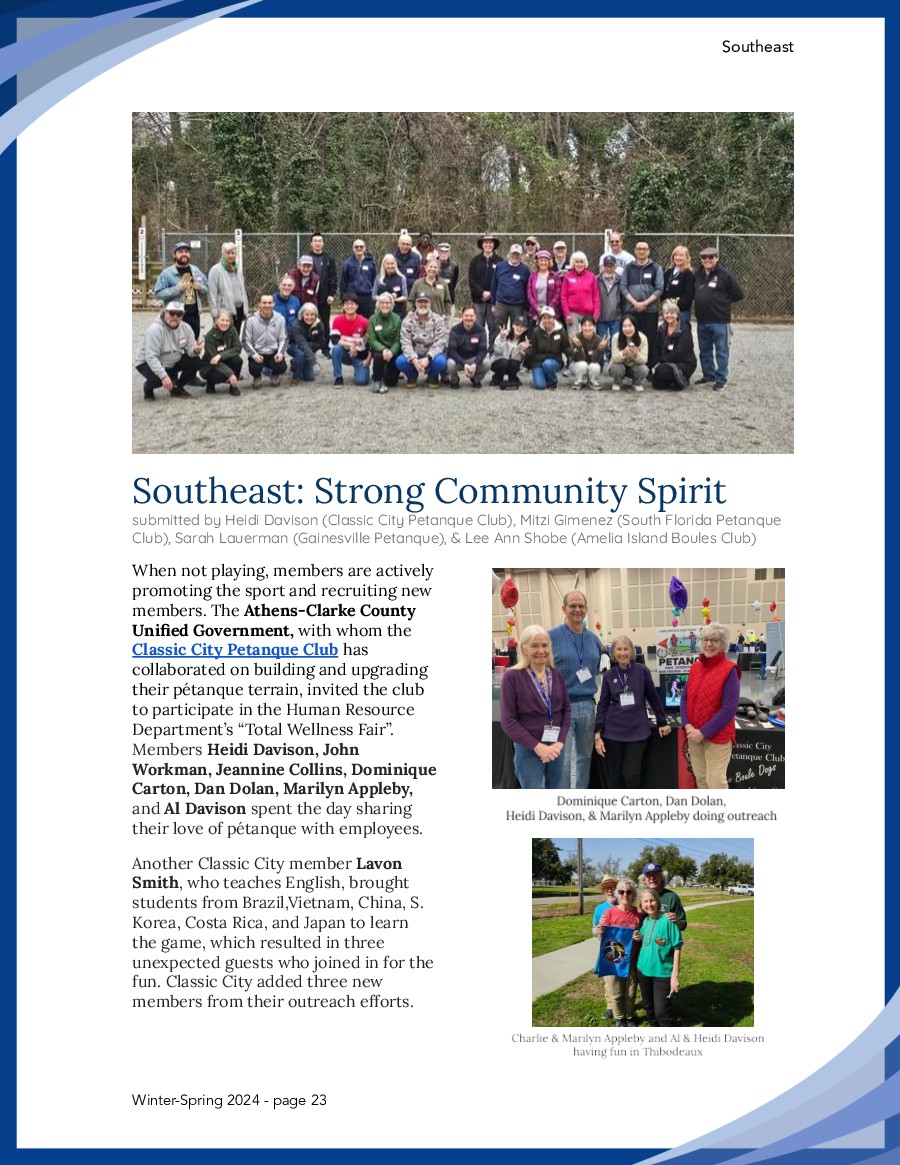 Southeast
Southeast: Strong Community Spirit
submitted by Heidi Davison (Classic City Petanque Club), Mitzi Gimenez (South Florida Petanque
Club), Sarah Lauerman (Gainesville Petanque), & Lee Ann Shobe (Amelia Island Boules Club)
When not playing, members are actively
promoting the sport and recruiting new
members. The Athens-Clarke County
Unified Government, with whom the
Classic City Petanque Club has
collaborated on building and upgrading
their pétanque terrain, invited the club
to participate in the Human Resource
Department’s “Total Wellness Fair”.
Members Heidi Davison, John
Workman, Jeannine Collins, Dominique
Carton, Dan Dolan, Marilyn Appleby,
and Al Davison spent the day sharing
their love of pétanque with employees.
Another Classic City member Lavon
Smith, who teaches English, brought
students from Brazil,Vietnam, China, S.
Korea, Costa Rica, and Japan to learn
the game, which resulted in three
unexpected guests who joined in for the
fun. Classic City added three new
members from their outreach efforts.
PETANQ
assic City
etanque Club
Boule Dogs
Dominique Carton, Dan Dolan,
Heidi Davison, & Marilyn Appleby doing outreach
Charlie & Marilyn Appleby and Al & Heidi Davison
having fun in Thibodeaux
Winter-Spring 2024 - page 23